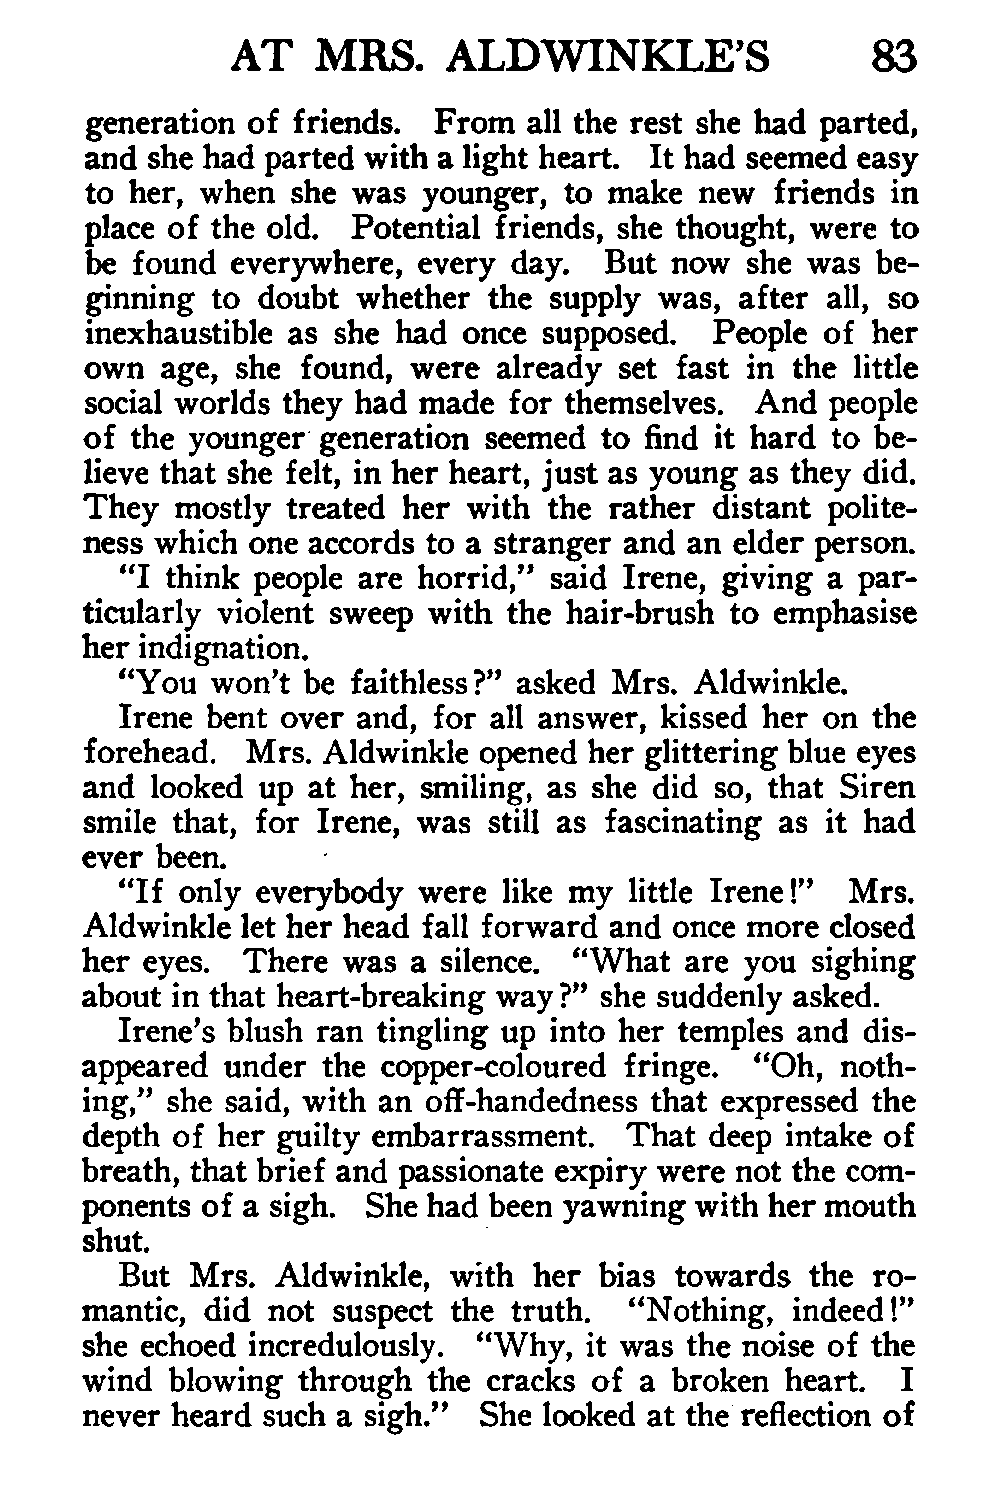 AT MRS. ALDWINKLE'S 83
generation of friends. From all the rest she had parted,
and she had parted with a light heart. It had seemed easy
to her, when she was younger, to make new friends in
place of the old. Potential friends, she thought, were to
be found everywhere, every day. But now she was be-
ginning to doubt whether the supply was, after all, so
inexhaustible as she had once supposed. People of her
own age, she found, were already set fast in the little
social worlds they had made for themselves. And people
of the younger generation seemed to find it hard to be-
lieve that she felt, in her heart, just as young as they did.
They mostly treated her with the rather distant polite-
ness which one accords to a stranger and an elder person.
"I think people are horrid," said Irene, giving a par-
ticularly violent sweep with the hair-brush to emphasise
her indignation.
"You won't be faithless?" asked Mrs. Aldwinkle.
Irene bent over and, for all answer, kissed her on the
forehead. Mrs. Aldwinkle opened her glittering blue eyes
and looked up at her, smiling, as she did so, that Siren
smile that, for Irene, was still as fascinating as it had
ever been.
"If only everybody were like my little Irene!" Mrs.
Aldwinkle let her head fall forward and once more closed
her eyes. There was a silence. "What are you sighing
about in that heart-breaking way?" she suddenly asked.
Irene's blush ran tingling up into her temples and dis-
appeared under the copper-coloured fringe. "Oh, noth-
ing," she said, with an off-handedness that expressed the
depth of her guilty embarrassment. That deep intake of
breath, that brief and passionate expiry were not the com-
ponents of a sigh. She had been yawning with her mouth
shut.
But Mrs. Aldwinkle, with her bias towards the ro-
mantic, did not suspect the truth. "Nothing, indeed!"
she echoed incredulously. "Why, it was the noise of the
wind blowing through the cracks of a broken heart. I
never heard such a sigh." She looked at the reflection of